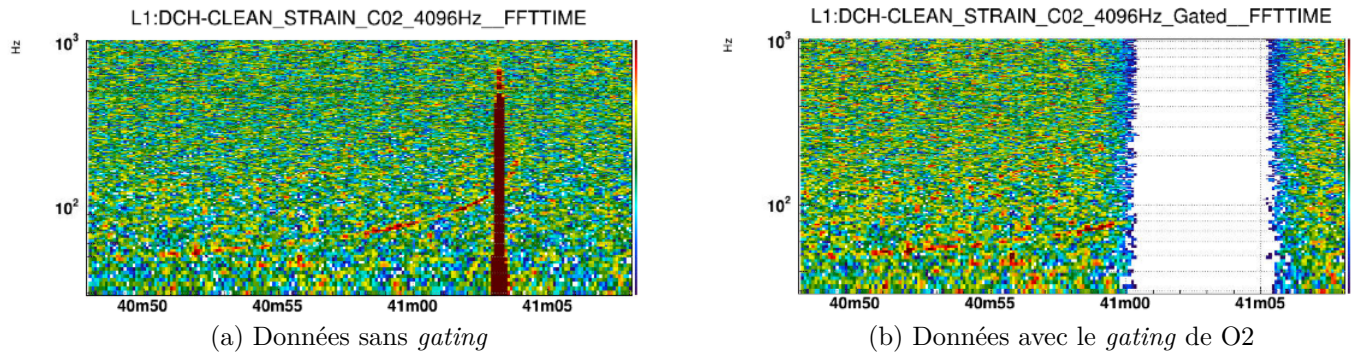 L1:DCH-CLEAN_STRAIN_C02_4096Hz__FFTTIME
Hz
10³
10²
40m50 40m55 41m00 41m05
(a) Données sans gating
L1:DCH-CLEAN_STRAIN_C02_4096Hz_Gated__FFTTIME
Hz
10³
10²
40m50 40m55 41m00 41m05
(b) Données avec le gating de O2